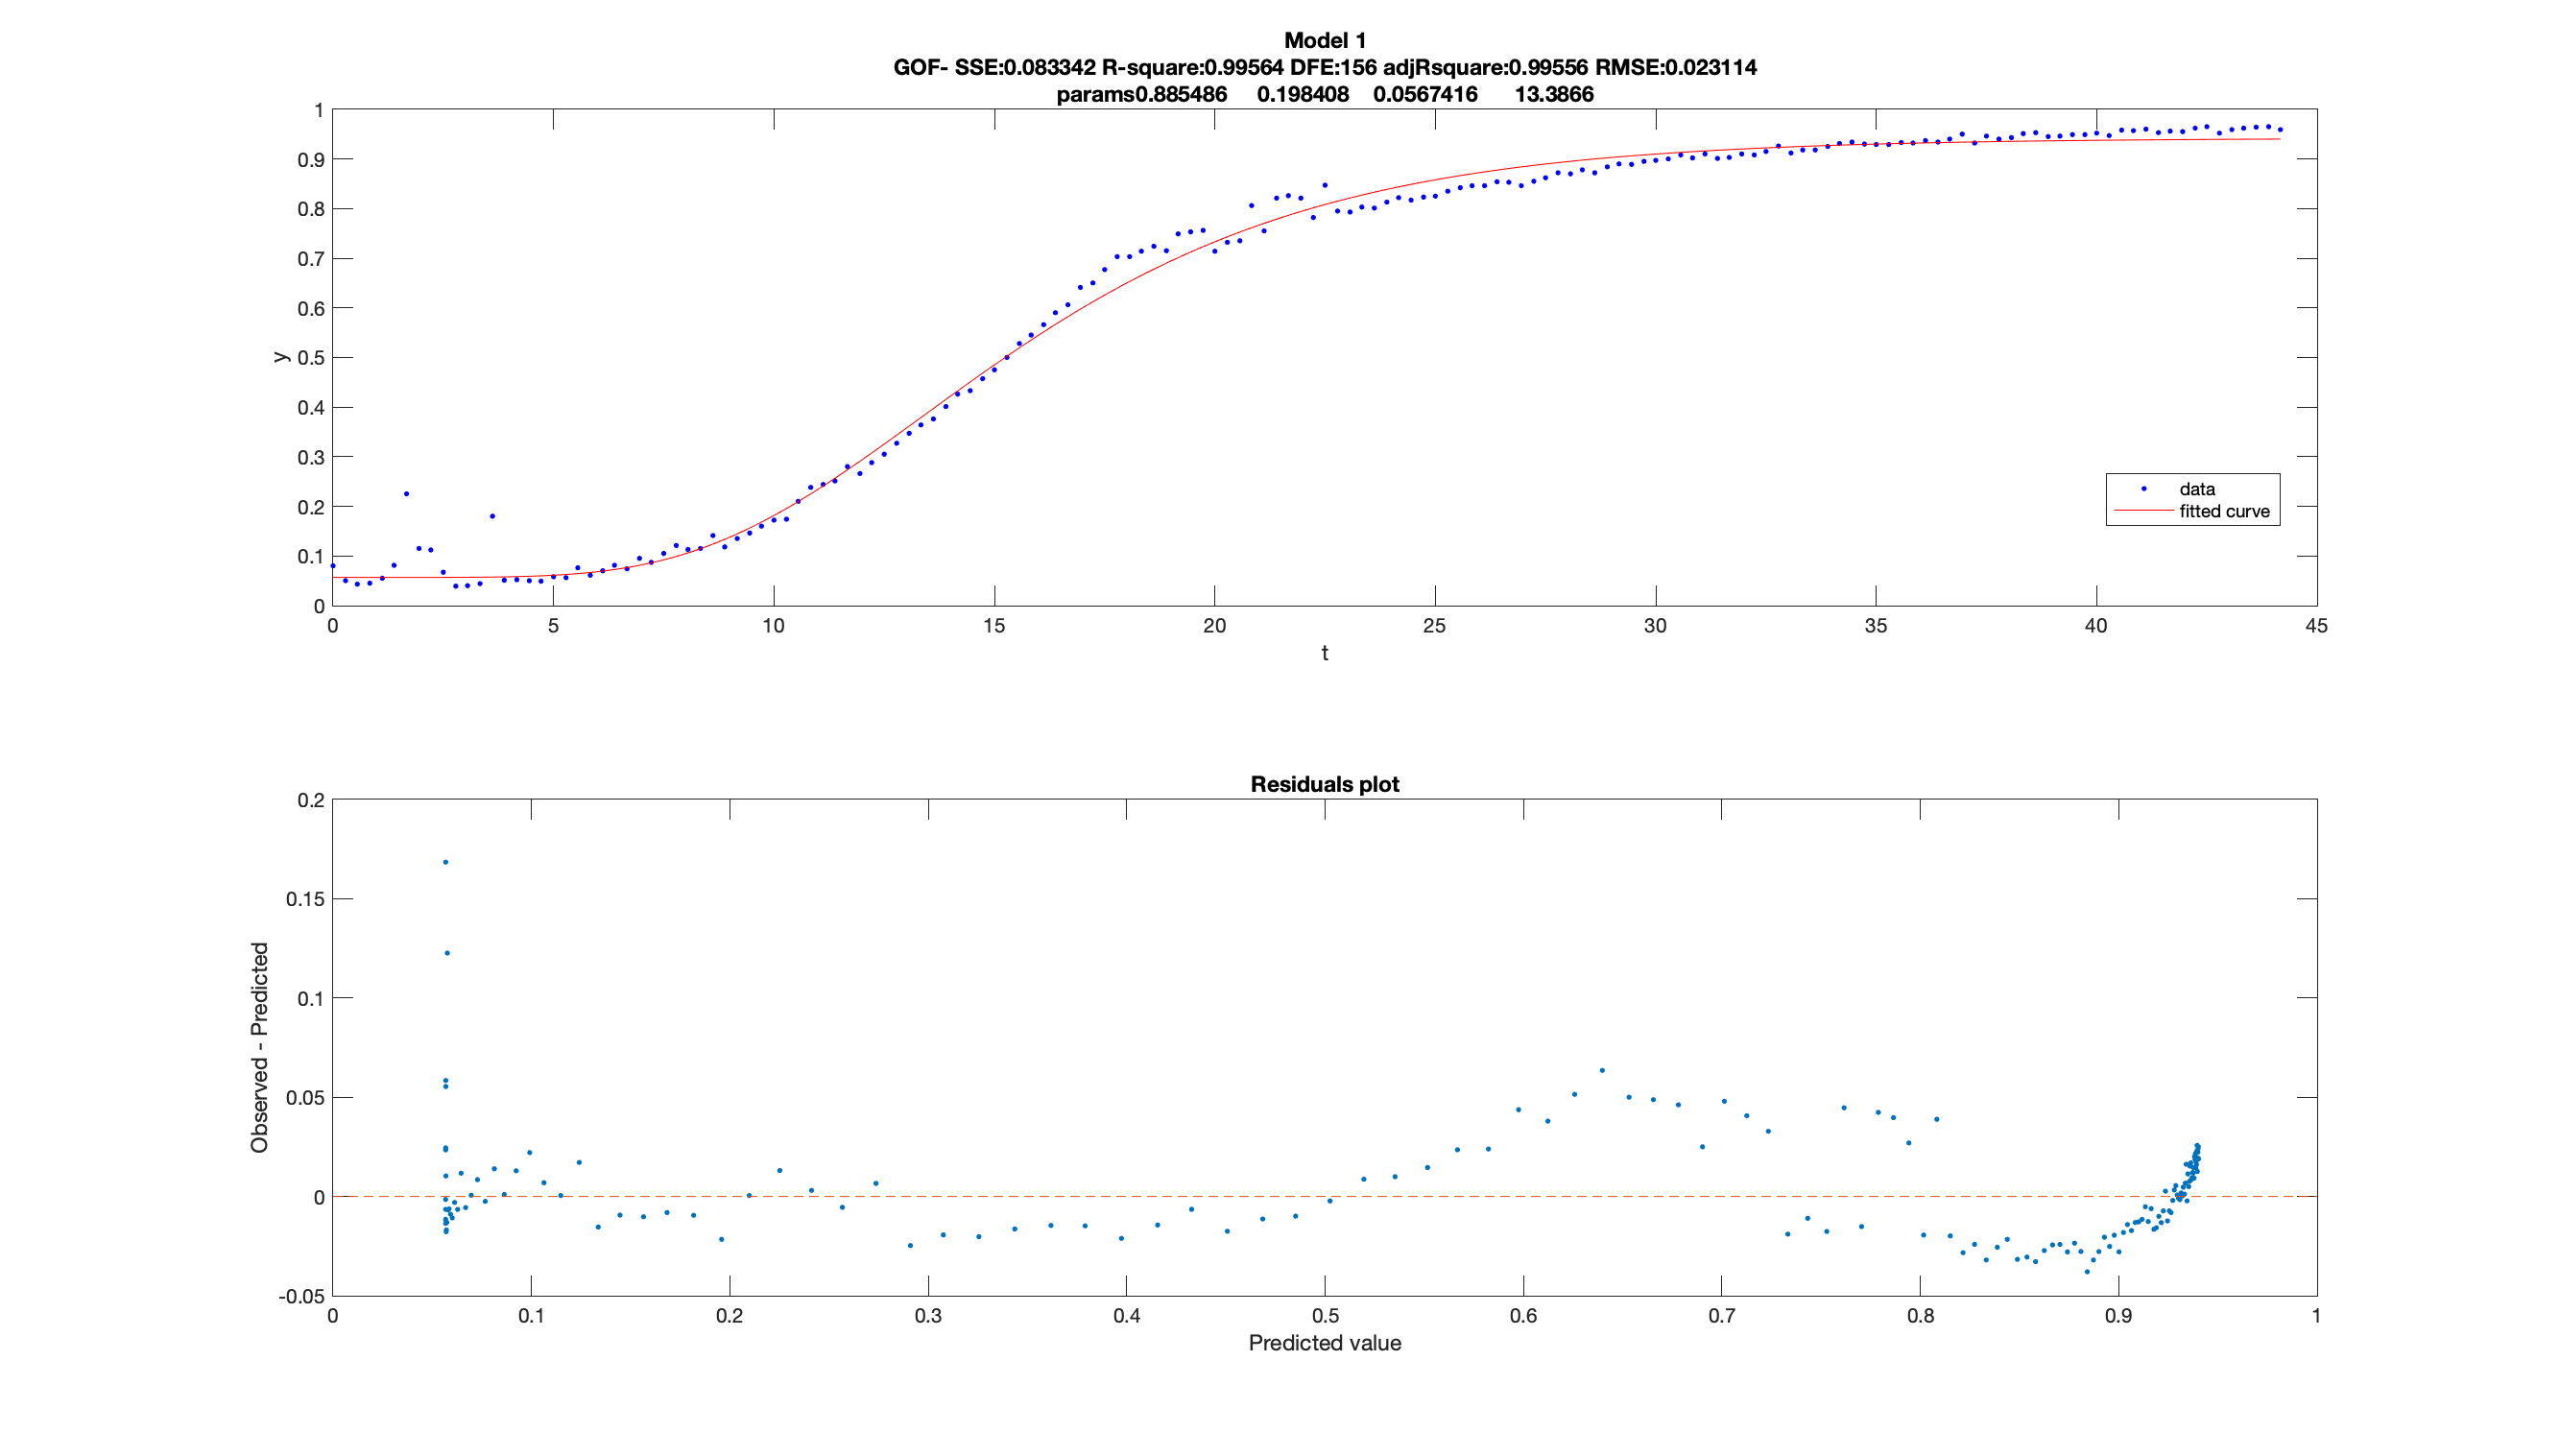 Model 1
GOF- SSE:0.083342 R-square:0.99564 DFE:156 adjRsquare:0.99556 RMSE:0.023114
params0.885486 0.198408 0.0567416 13.3866
1
0.9
0.8
0.7
0.6
0.5
0.4
0.3
0.2
0.1
0
y
0 5 10 15 20 25 30 35 40 45
t
data
fitted curve
Residuals plot
0.2
0.15
0.1
0.05
0
-0.05
Observed - Predicted
0 0.1 0.2 0.3 0.4 0.5 0.6 0.7 0.8 0.9 1
Predicted value